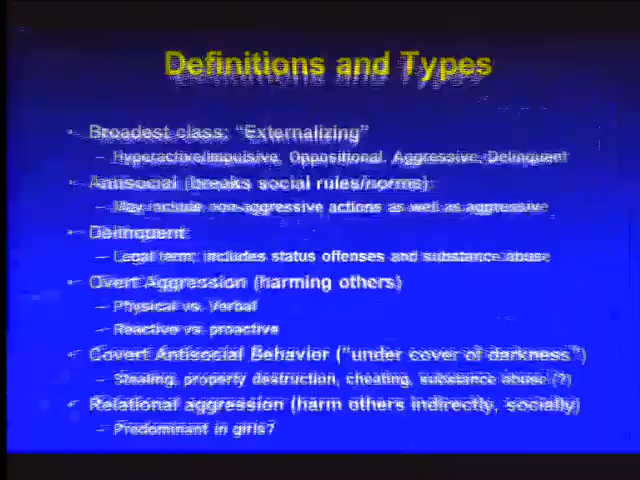 Definitions and Types
• Broadest class: “Externalizing”
– Hyperactive/impulsive, Oppositional, Aggressive, Delinquent
• Antisocial (breaks social rules/norms):
– May include non-aggressive actions as well as aggressive
• Delinquent:
– Legal term; includes status offenses and substance abuse
• Overt Aggression (harming others)
– Physical vs. Verbal
– Reactive vs. proactive
• Covert Antisocial Behavior (“under cover of darkness”)
– Stealing, property destruction, cheating, substance abuse (?)
• Relational aggression (harm others indirectly, socially)
– Predominant in girls?